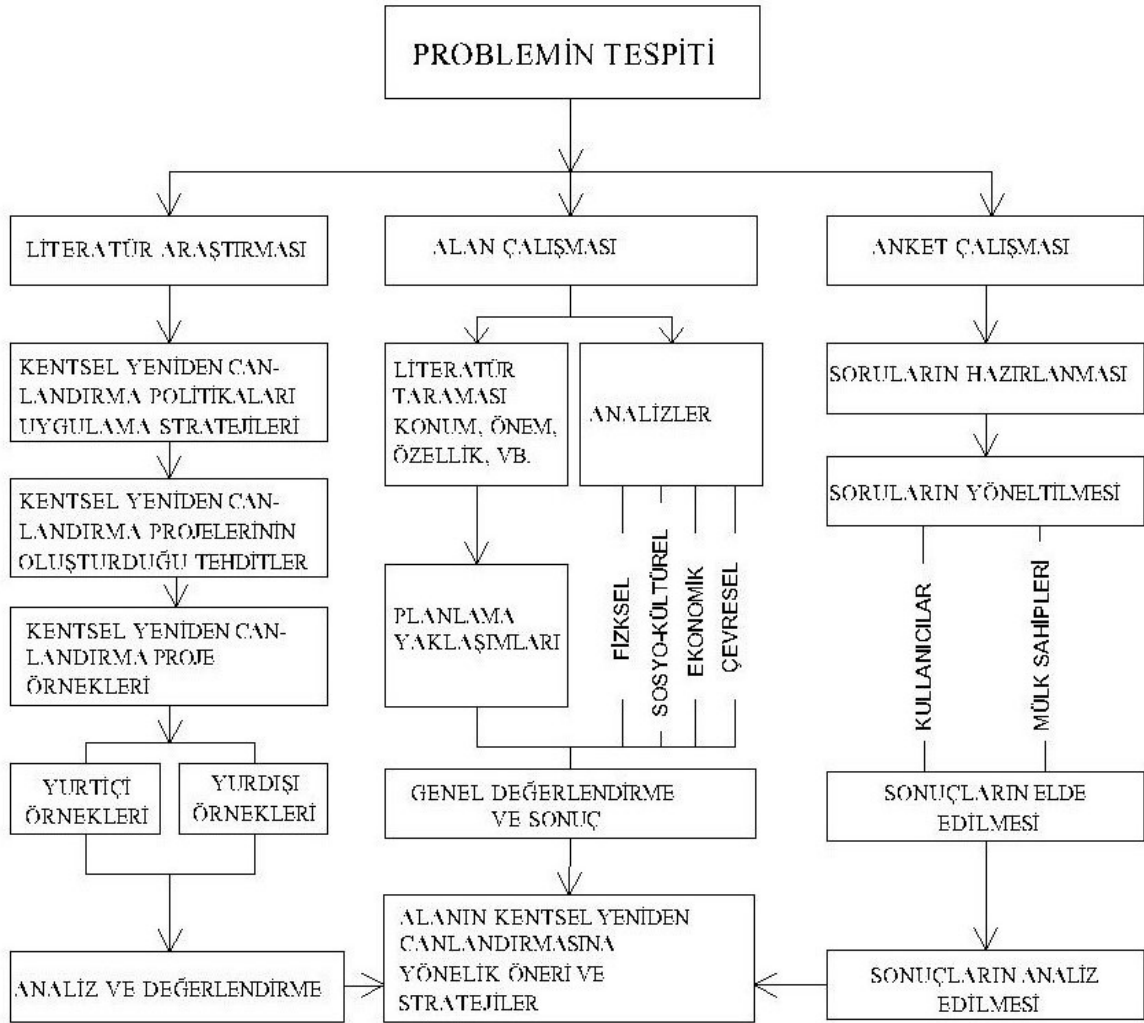 PROBLEMİN TESPİTİ
LİTERATÜR ARAŞTIRMASI
ALAN ÇALIŞMASI
ANKET ÇALIŞMASI
KENTSEL YENİDEN CAN-
LANDIRMA POLİTİKALARI
UYGULAMA STRATEJİLERİ
LİTERATÜR
TARAMASI
KONUM, ÖNEM,
ÖZELLİK, VB.
ANALİZLER
SORULARIN HAZIRLANMASI
KENTSEL YENİDEN CAN-
LANDIRMA PROJELERİNİN
OLUŞTURDUĞU TEHDİTLER
SORULARIN YÖNELTİLMESİ
KENTSEL YENİDEN CAN-
LANDIRMA PROJE
ÖRNEKLERİ
PLANLAMA
YAKLAŞIMLARI
FİZKSEL
SOSYO-KÜLTÜREL
EKONOMİK
ÇEVRESEL
KULLANICILAR
MÜLK SAHİPLERİ
YURTİÇİ
ÖRNEKLERİ
YURDIŞI
ÖRNEKLERİ
GENEL DEĞERLENDİRME
VE SONUÇ
SONUÇLARIN ELDE
EDİLMESİ
ANALİZ VE DEĞERLENDİRME
ALANIN KENTSEL YENİDEN
CANLANDIRMASINA
YÖNELİK ÖNERİ VE
STRATEJİLER
SONUÇLARIN ANALİZ
EDİLMESİ